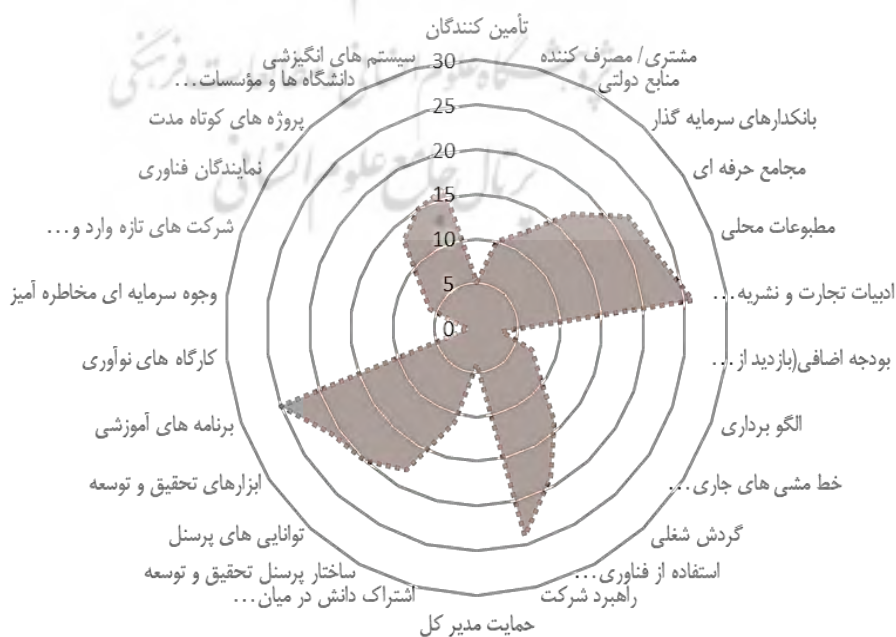 تأمین کنندگان
مشتری/ مصرف کننده
منابع دولتی
بانکدارهای سرمایه گذار
مجامع حرفه ای
مطبوعات محلی
ادبیات تجارت و نشریه...
بودجه اضافی(بازدید از...
الگو برداری
خط مشی های جاری...
گردش شغلی
استفاده از فناوری...
راهبرد شرکت
حمایت مدیر کل
اشتراک دانش در میان...
ساختار پرسنل تحقیق و توسعه
توانایی های پرسنل
ابزارهای تحقیق و توسعه
برنامه های آموزشی
کارگاه های نوآوری
وجوه سرمایه ای مخاطره آمیز
شرکت های تازه وارد و...
نمایندگان فناوری
پروژه های کوتاه مدت
دانشگاه ها و مؤسسات...
سیستم های انگیزشی
30
25
20
15
10
5
0
پرتال جامع علوم انسانی